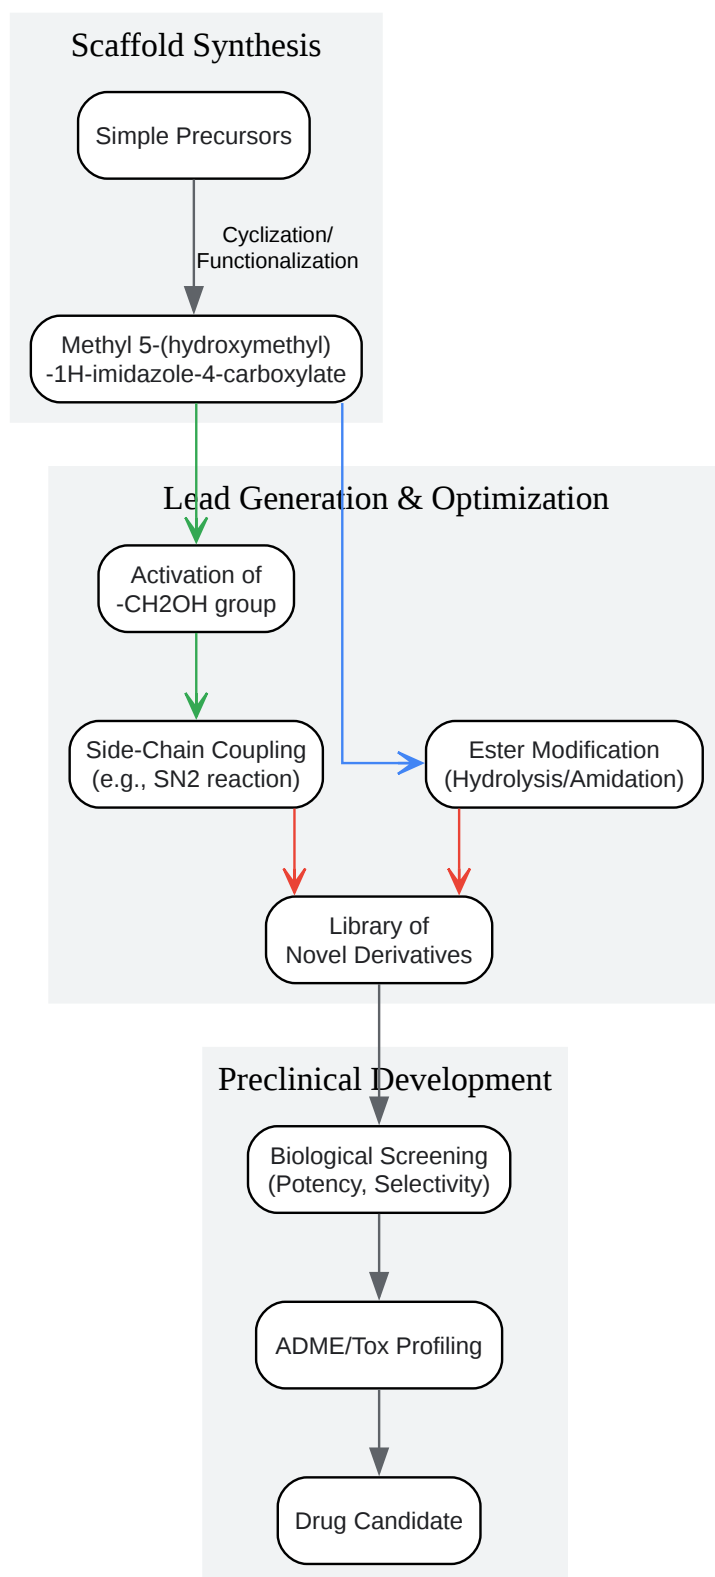 Scaffold Synthesis
Simple Precursors
Cyclization/
Functionalization
Methyl 5-(hydroxymethyl)
-1H-imidazole-4-carboxylate
Lead Generation & Optimization
Activation of
-CH2OH group
Side-Chain Coupling
(e.g., SN2 reaction)
Ester Modification
(Hydrolysis/Amidation)
Library of
Novel Derivatives
Preclinical Development
Biological Screening
(Potency, Selectivity)
ADME/Tox Profiling
Drug Candidate